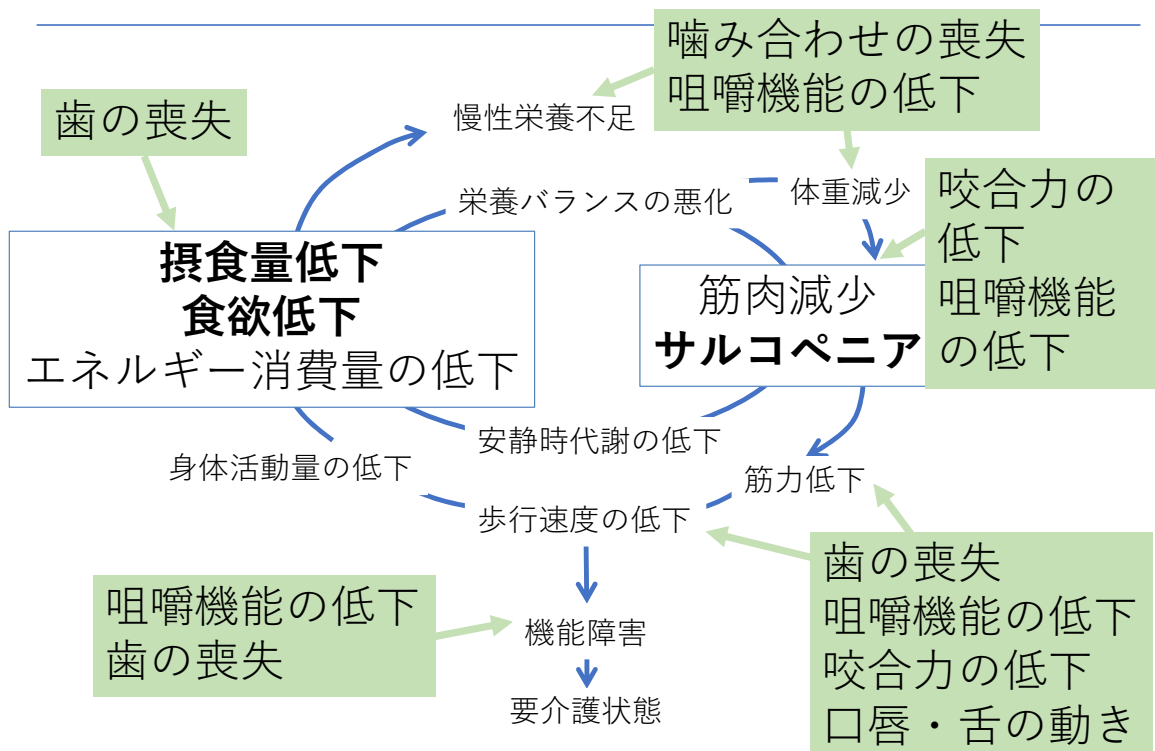 噛み合わせの喪失
咀嚼機能の低下
歯の喪失
慢性栄養不足
栄養バランスの悪化
体重減少
咬合力の
低下
咀嚼機能
の低下
摂食量低下
食欲低下
エネルギー消費量の低下
筋肉減少
サルコペニア
安静時代謝の低下
身体活動量の低下
筋力低下
歩行速度の低下
歯の喪失
咀嚼機能の低下
咬合力の低下
口唇・舌の動き
咀嚼機能の低下
歯の喪失
機能障害
要介護状態